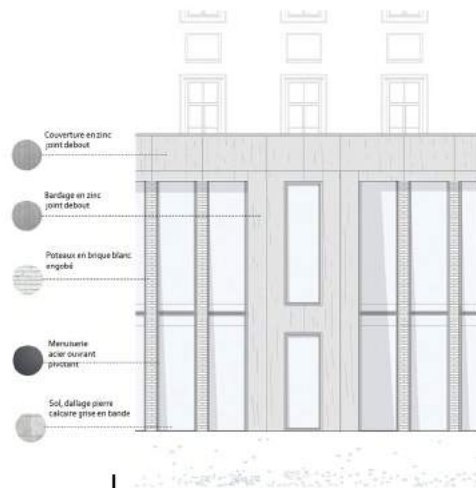 Couverture en zinc
joint debout
Bardage en zinc
joint debout
Poteaux en brique blanc
engobé
Menuiserie
acier ouvrant
pivotant
Sol, dallage pierre
calcaire grise en bande